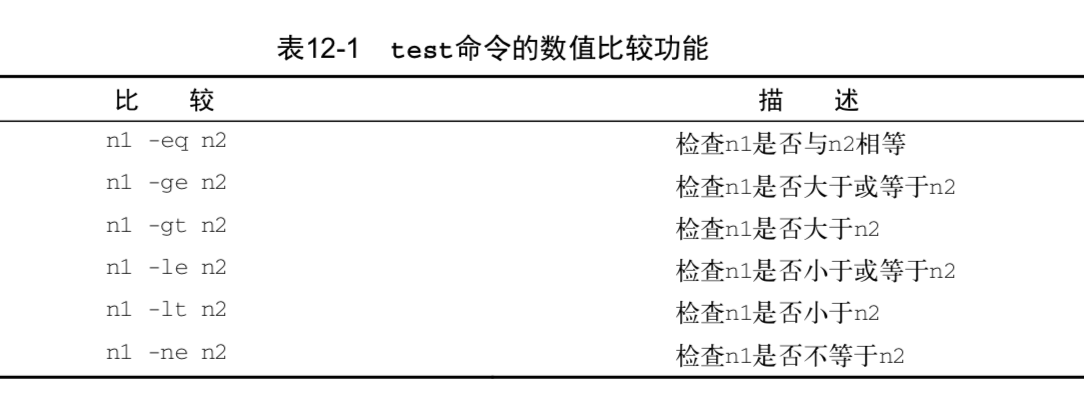 表12-1 test命令的数值比较功能
比 较 描 述
n1 -eq n2 检查n1是否与n2相等
n1 -ge n2 检查n1是否大于或等于n2
n1 -gt n2 检查n1是否大于n2
n1 -le n2 检查n1是否小于或等于n2
n1 -lt n2 检查n1是否小于n2
n1 -ne n2 检查n1是否不等于n2